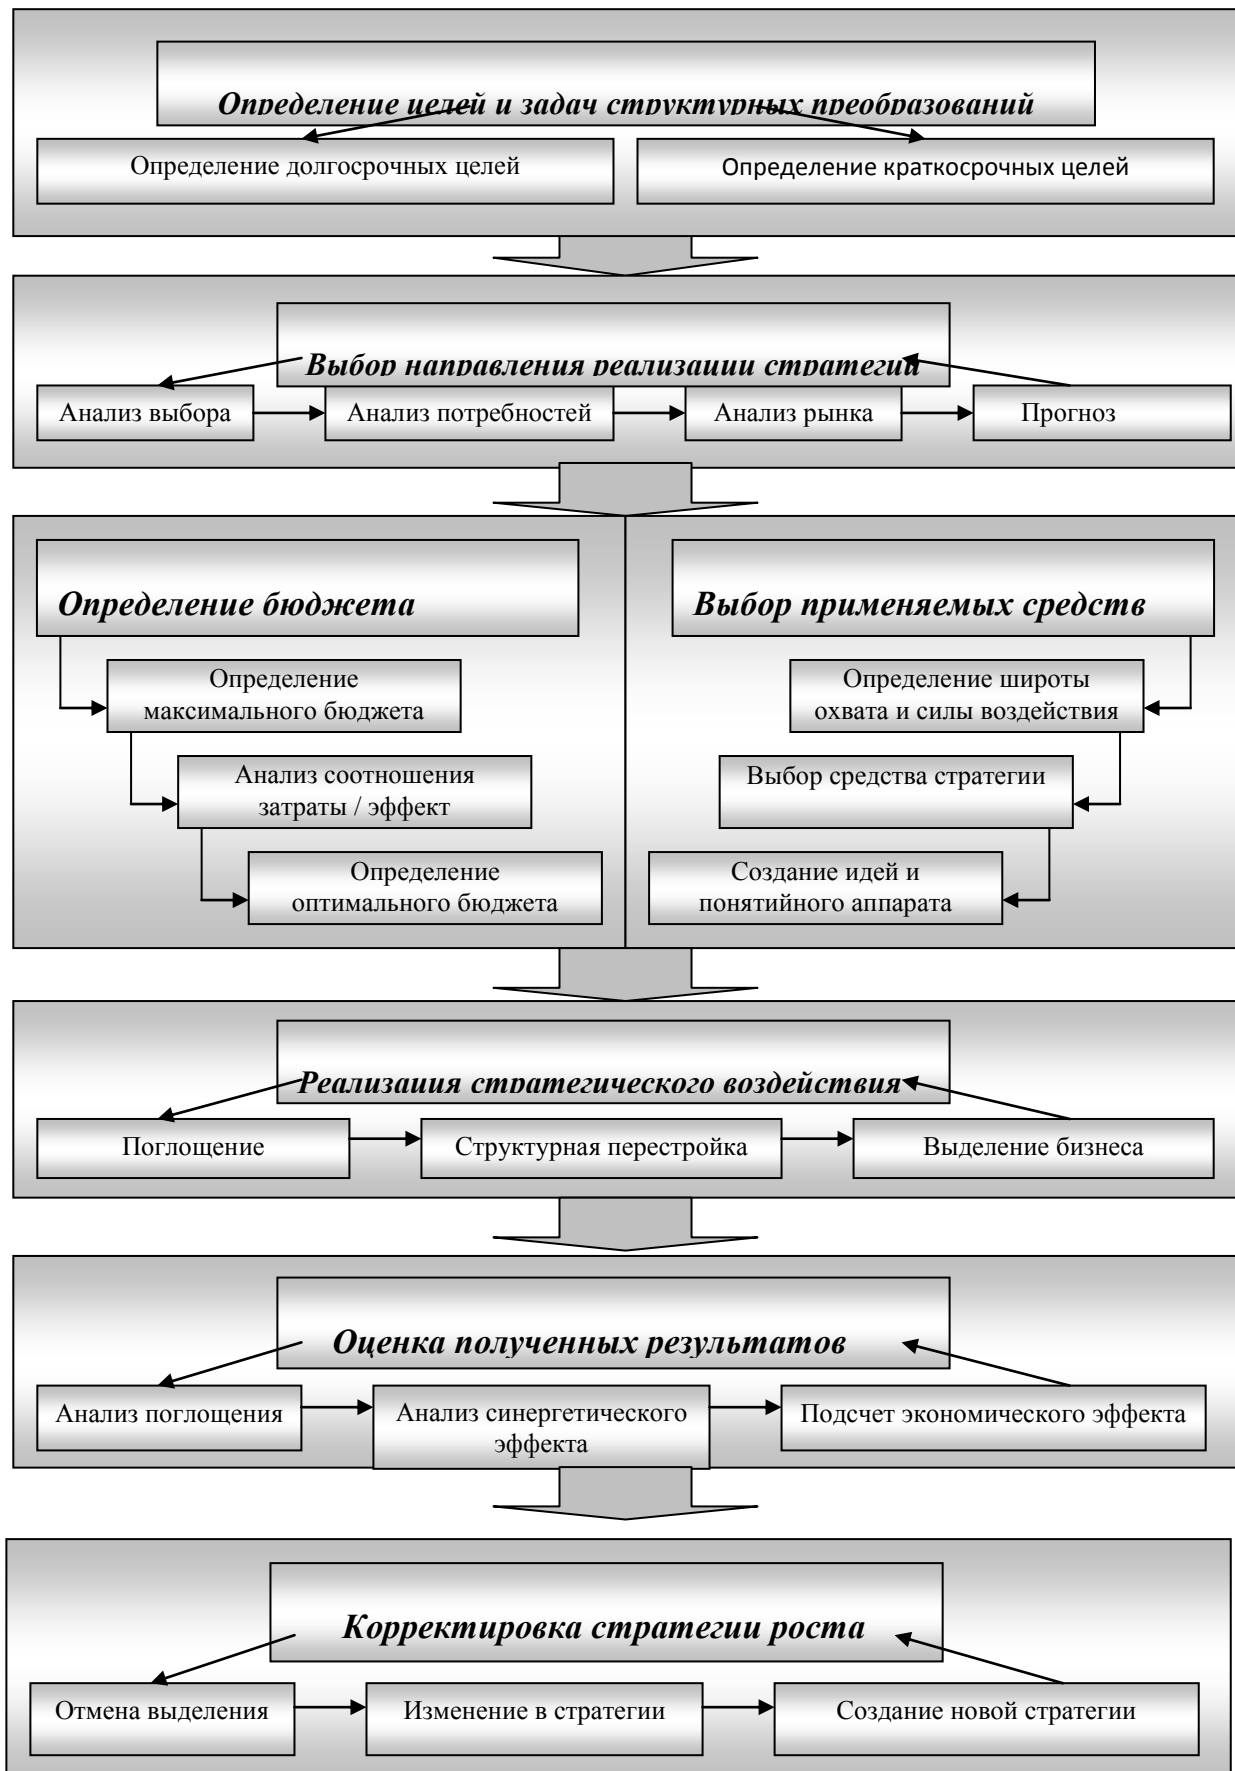 Определение целей и задач структурных преобразований
Определение долгосрочных целей
Определение краткосрочных целей
Выбор направления реализации стратегии
Анализ выбора
Анализ потребностей
Анализ рынка
Прогноз
Определение бюджета
Определение
максимального бюджета
Анализ соотношения
затраты / эффект
Определение
оптимального бюджета
Выбор применяемых средств
Определение широты
охвата и силы воздействия
Выбор средства стратегии
Создание идей и
понятийного аппарата
Реализация стратегического воздействия
Поглощение
Структурная перестройка
Выделение бизнеса
Оценка полученных результатов
Анализ поглощения
Анализ синергетического
эффекта
Подсчет экономического эффекта
Корректировка стратегии роста
Отмена выделения
Изменение в стратегии
Создание новой стратегии